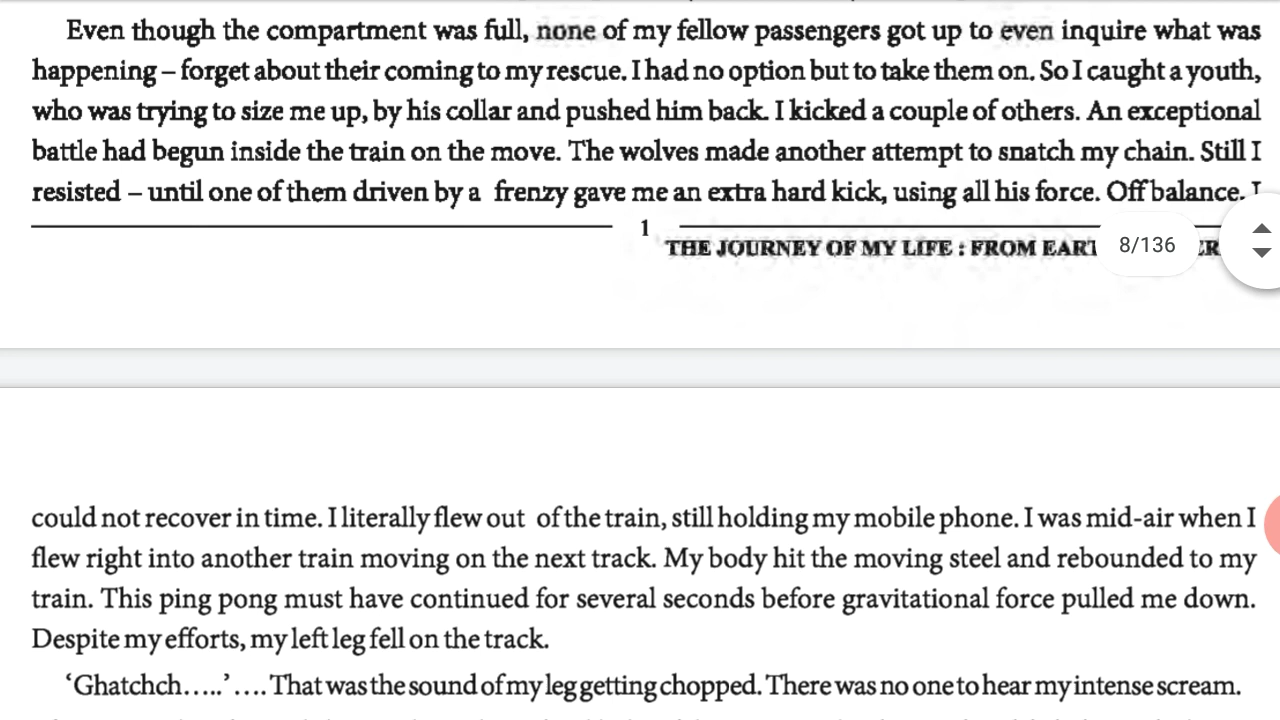 Even though the compartment was full, none of my fellow passengers got up to even inquire what was
happening – forget about their coming to my rescue. I had no option but to take them on. So I caught a youth,
who was trying to size me up, by his collar and pushed him back. I kicked a couple of others. An exceptional
battle had begun inside the train on the move. The wolves made another attempt to snatch my chain. Still I
resisted – until one of them driven by a frenzy gave me an extra hard kick, using all his force. Off balance. I
1
THE JOURNEY OF MY LIFE : FROM
8/136
could not recover in time. I literally flew out of the train, still holding my mobile phone. I was mid-air when I
flew right into another train moving on the next track. My body hit the moving steel and rebounded to my
train. This ping pong must have continued for several seconds before gravitational force pulled me down.
Despite my efforts, my left leg fell on the track.
‘Ghatchch.....’.... That was the sound of my leg getting chopped. There was no one to hear my intense scream.